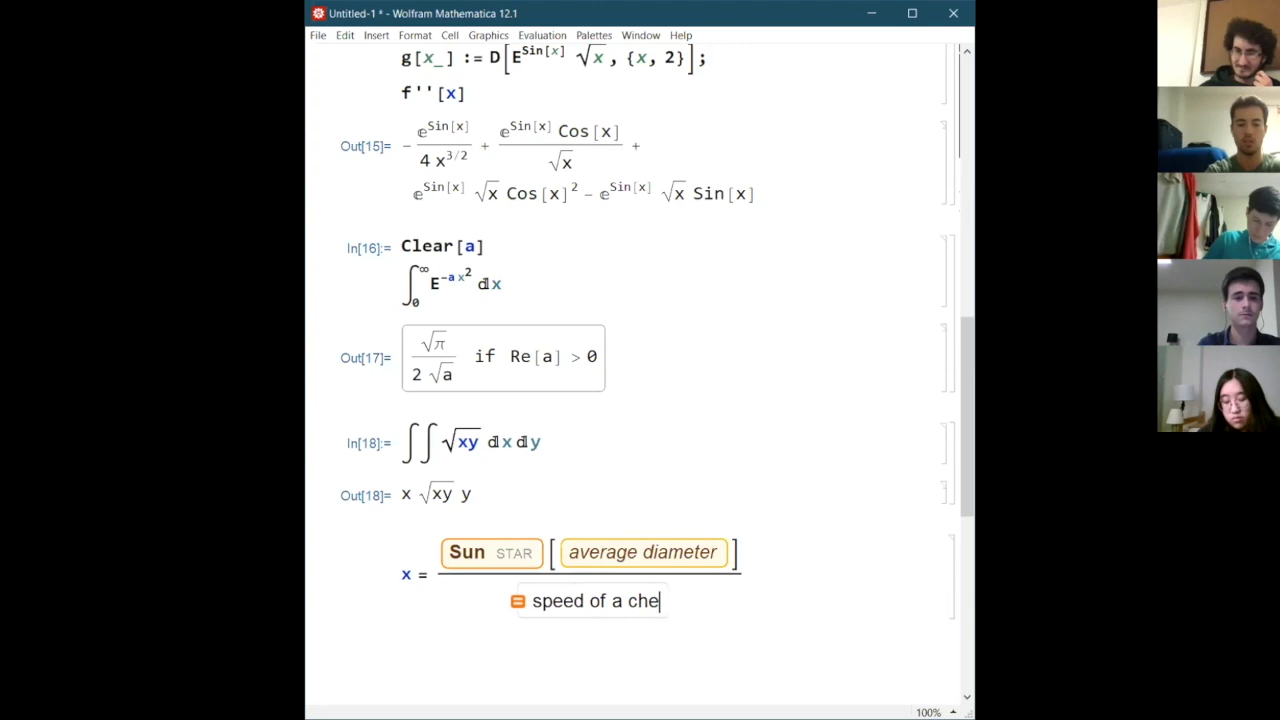 Untitled-1 * - Wolfram Mathematica 12.1
File Edit Insert Format Cell Graphics Evaluation Palettes Window Help
g[x_] := D[E^Sin[x] √x, {x, 2}];
f''[x]
Out[15]= - ⅇ^Sin[x] / (4 x^3/2) + ⅇ^Sin[x] Cos[x] / √x +
ⅇ^Sin[x] √x Cos[x]^2 - ⅇ^Sin[x] √x Sin[x]
In[16]:= Clear[a]
∫_0^∞ E^(-a x^2) ⅆx
Out[17]= √π / (2 √a) if Re[a] > 0
In[18]:= ∫∫ √xy ⅆx ⅆy
Out[18]= x √xy y
x = Sun STAR [average diameter] / = speed of a che
100%